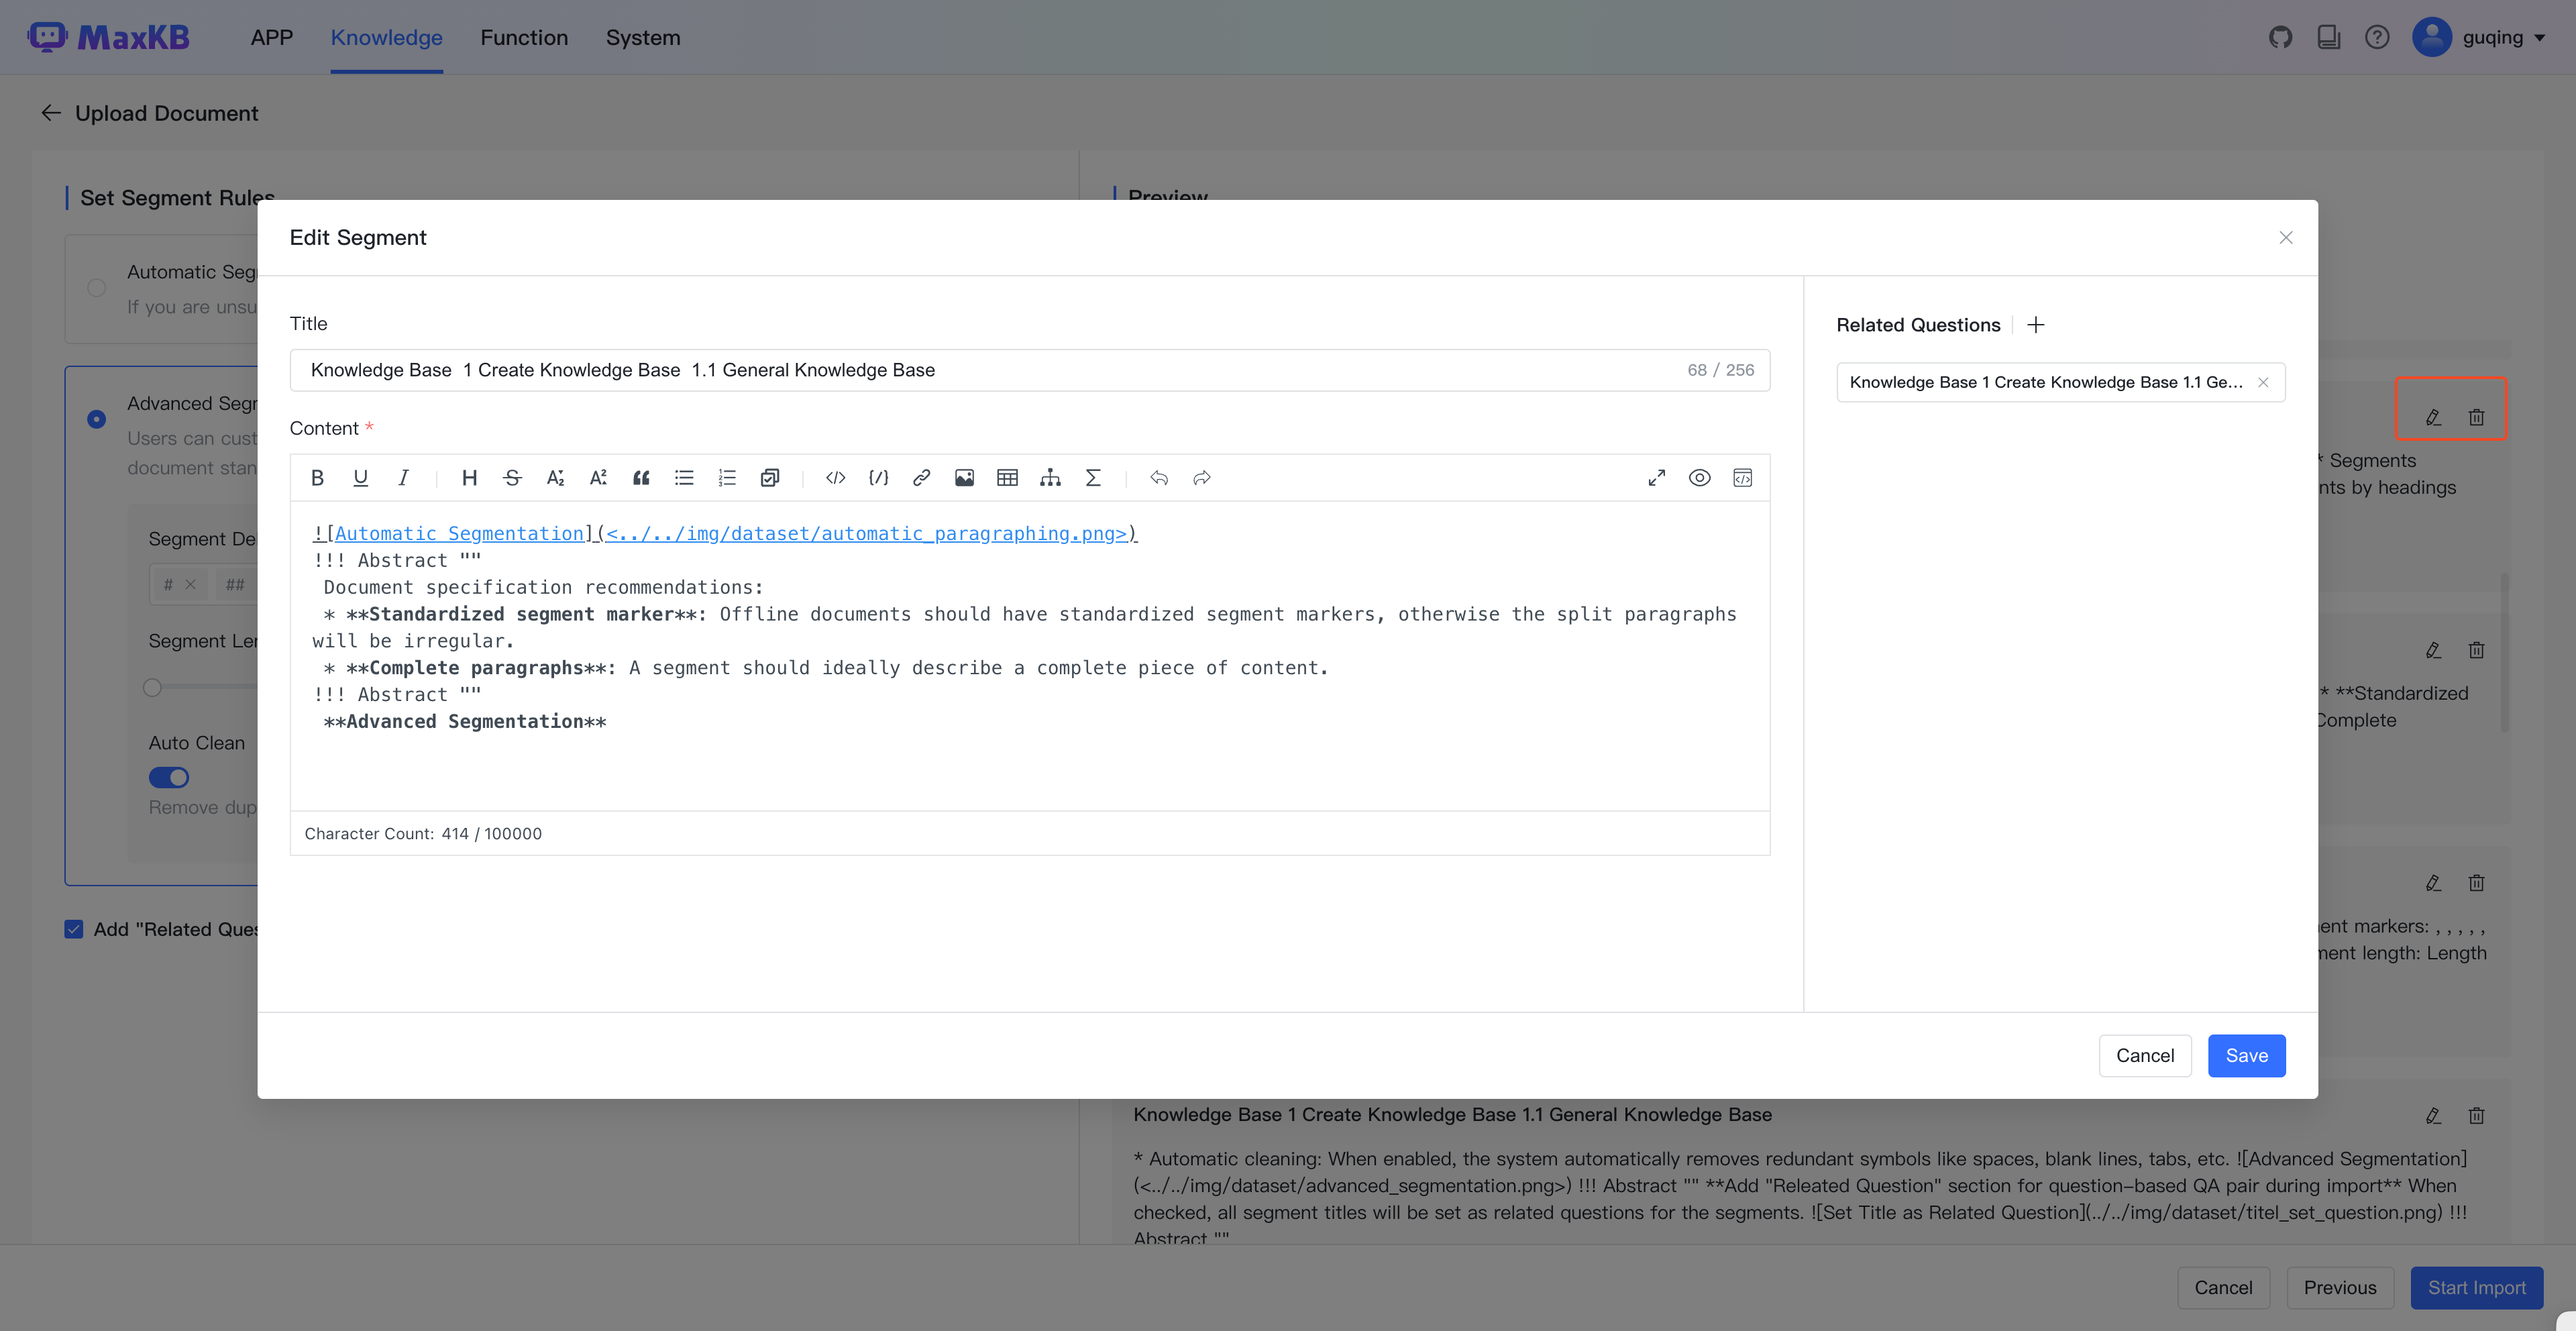 MaxKB
APP
Knowledge
Function
System
guqing
Upload Document
Set Segment Rules
Preview
Automatic Seg
If you are unsu
Advanced Segr
Users can cust
document stan
Segment De
# × ##
Segment Ler
Auto Clean
Remove dup
Add "Related Ques
Edit Segment
Title
Knowledge Base 1 Create Knowledge Base 1.1 General Knowledge Base
68 / 256
Content *
![Automatic Segmentation](<../../img/dataset/automatic_paragraphing.png>)
!!! Abstract ""
Document specification recommendations:
* **Standardized segment marker**: Offline documents should have standardized segment markers, otherwise the split paragraphs
will be irregular.
* **Complete paragraphs**: A segment should ideally describe a complete piece of content.
!!! Abstract ""
**Advanced Segmentation**
Character Count: 414 / 100000
Related Questions
Knowledge Base 1 Create Knowledge Base 1.1 Ge...
Cancel
Save
* Segments
nts by headings
* **Standardized
Complete
ent markers: , , , , ,
ment length: Length
Knowledge Base 1 Create Knowledge Base 1.1 General Knowledge Base
* Automatic cleaning: When enabled, the system automatically removes redundant symbols like spaces, blank lines, tabs, etc. ![Advanced Segmentation]
(<../../img/dataset/advanced_segmentation.png>) !!! Abstract "" **Add "Releated Question" section for question-based QA pair during import** When
checked, all segment titles will be set as related questions for the segments. ![Set Title as Related Question](../../img/dataset/titel_set_question.png) !!!
Abstract ""
Cancel
Previous
Start Import